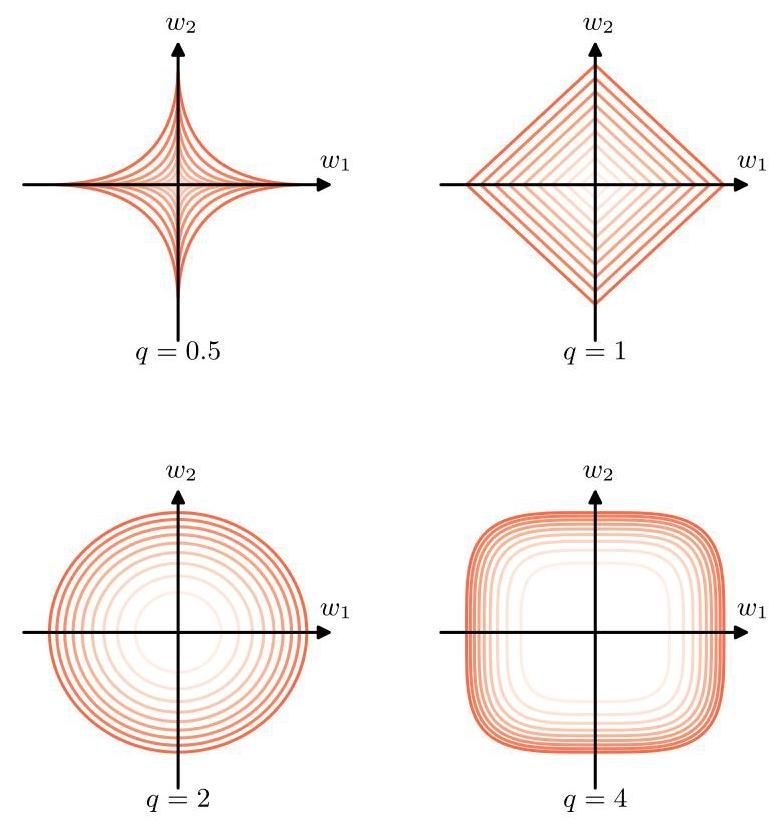 w₂
w₁
q = 0.5
w₂
w₁
q = 1
w₂
w₁
q = 2
w₂
w₁
q = 4